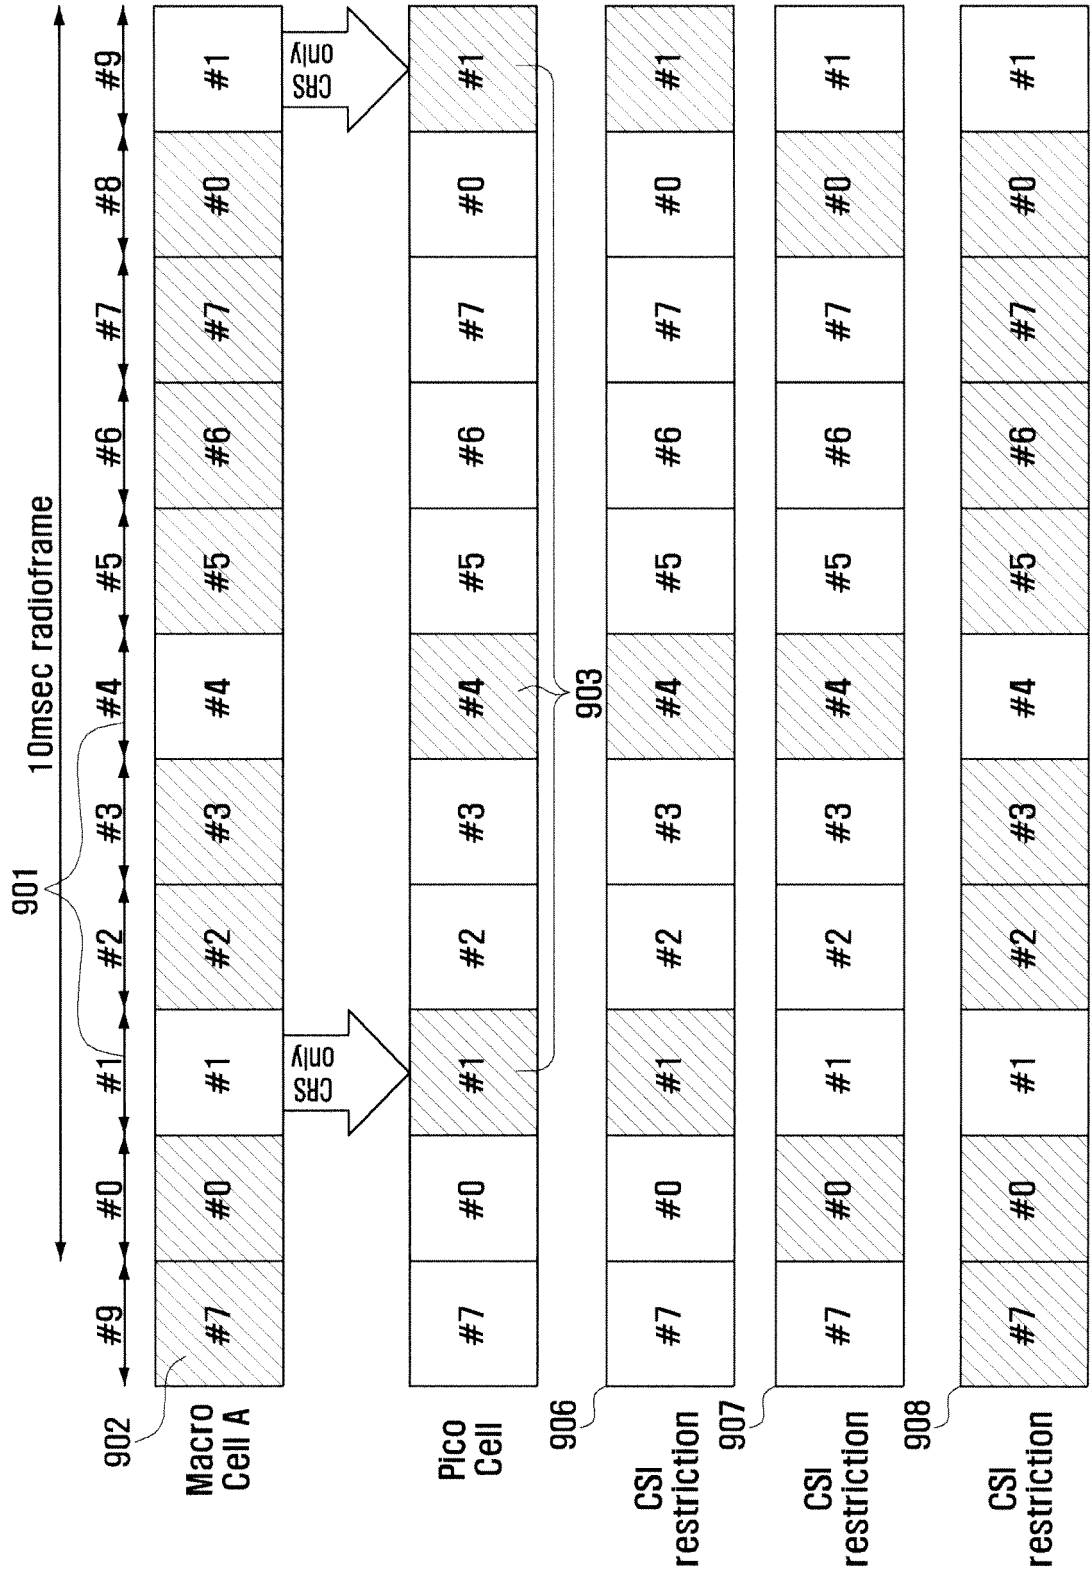 901
10msec radioframe
#9 #0 #1 #2 #3 #4 #5 #6 #7 #8 #9
902
Macro
Cell A
#7 #0 #1 #2 #3 #4 #5 #6 #7 #0 #1
CRS
only
CRS
only
Pico
Cell
#7 #0 #1 #2 #3 #4 #5 #6 #7 #0 #1
903
906
CSI
restriction
#7 #0 #1 #2 #3 #4 #5 #6 #7 #0 #1
907
CSI
restriction
#7 #0 #1 #2 #3 #4 #5 #6 #7 #0 #1
908
CSI
restriction
#7 #0 #1 #2 #3 #4 #5 #6 #7 #0 #1